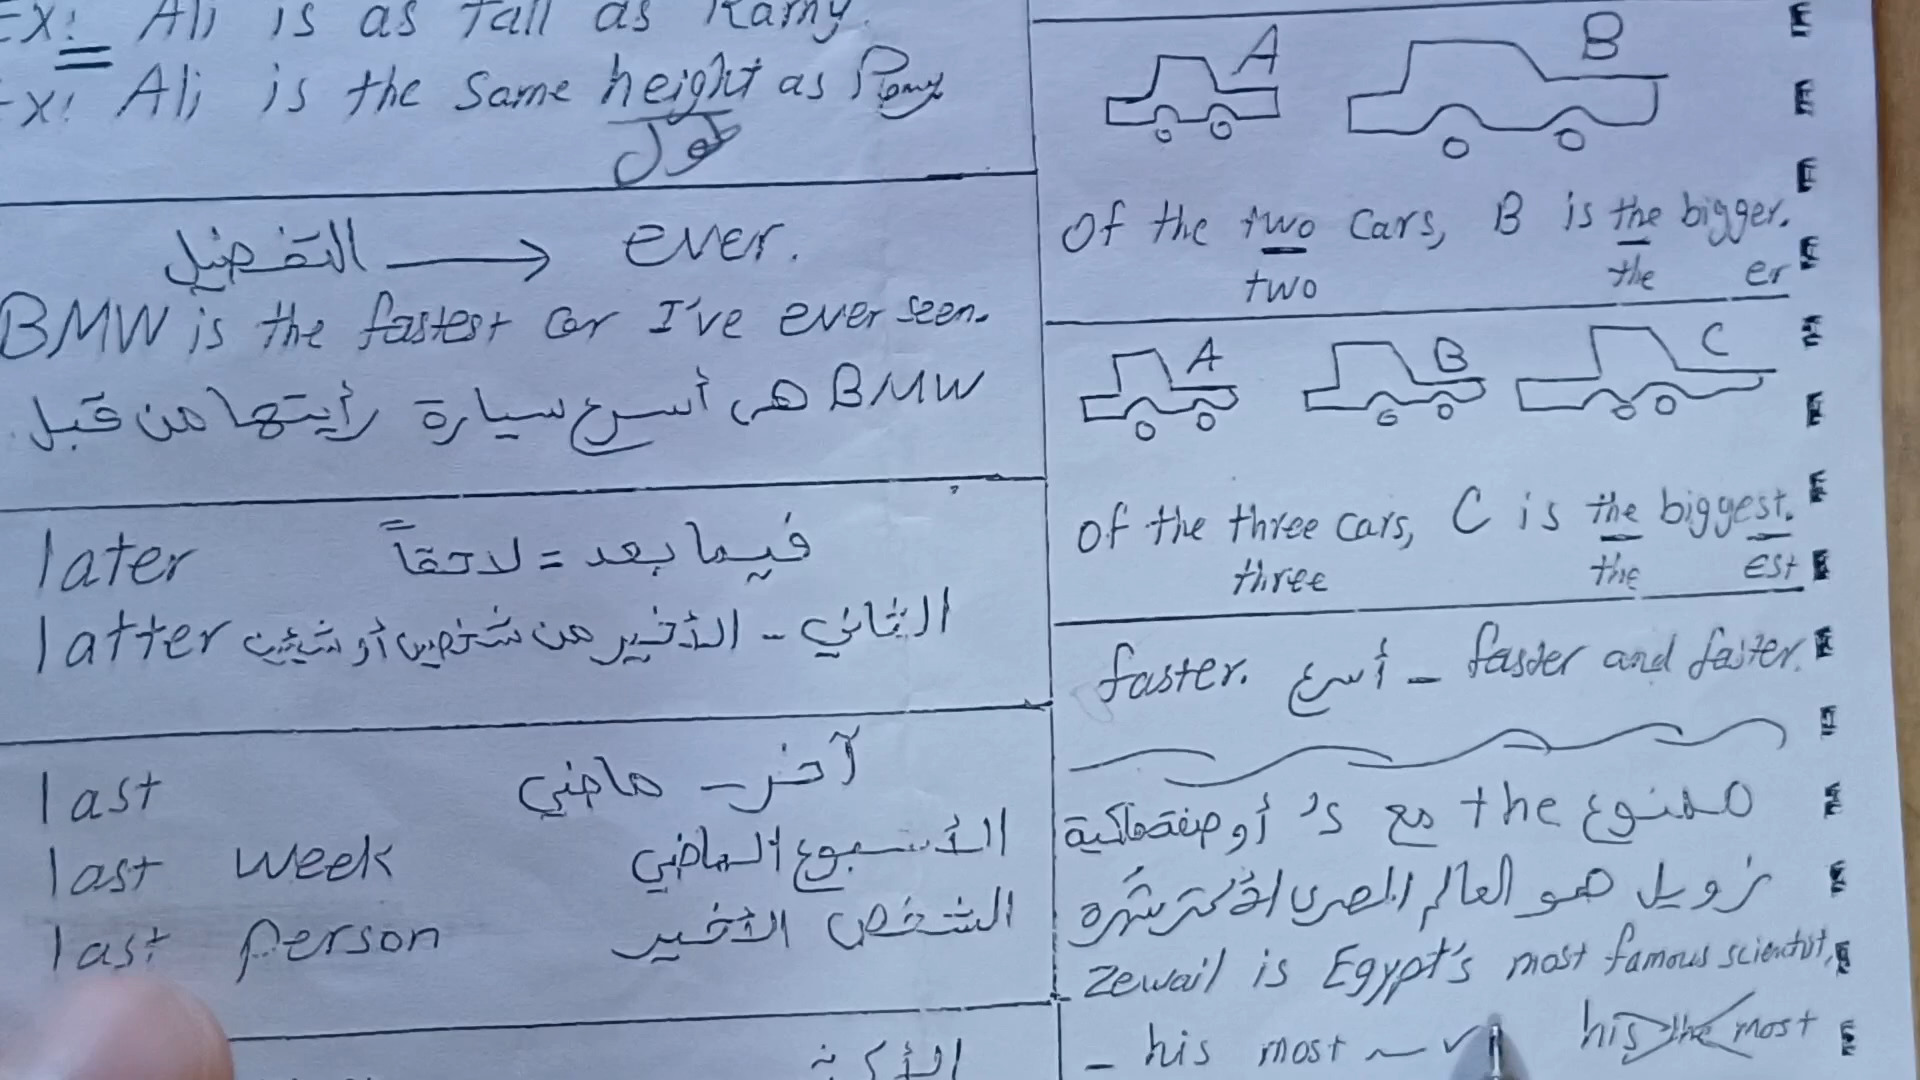 Ex: Ali is as tall as Ramy.
Ex: Ali is the same height as Ramy
طول
التفضيل → ever.
BMW is the fastest car I've ever seen.
BMW هى أسرع سيارة رأيتها من قبل.
later فيما بعد = لاحقاً
latter الثاني - الأخير من شخصين أو شيئين
last آخر - ماضي
last week الأسبوع الماضي
last person الشخص الأخير
A B
of the two cars, B is the bigger.
two the er
A B C
of the three cars, C is the biggest.
three the est
faster. أسرع - faster and faster.
ممنوع the مع 's أو صفة ملكية
زويل هو العالم المصرى الأكثر شهرة
Zewail is Egypt's most famous scientist.
- his most ~ ✓ his the most